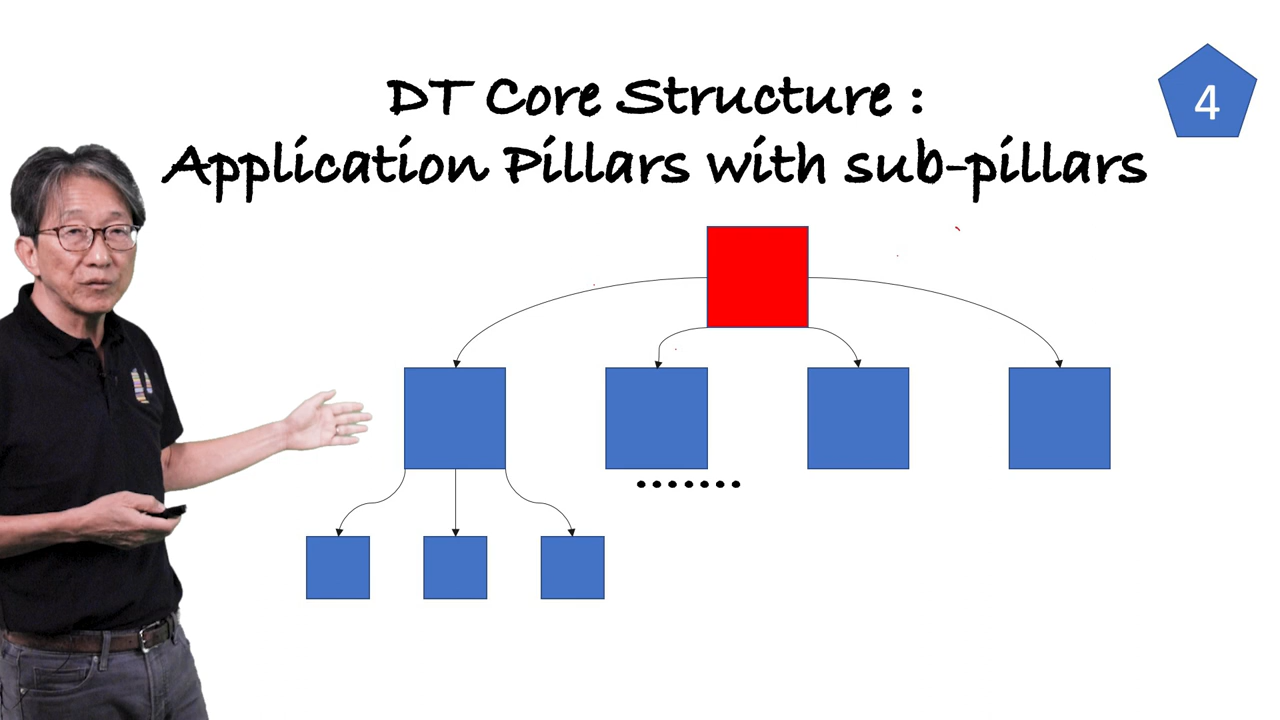 DT Core Structure :
Application Pillars with sub-pillars
4
.......